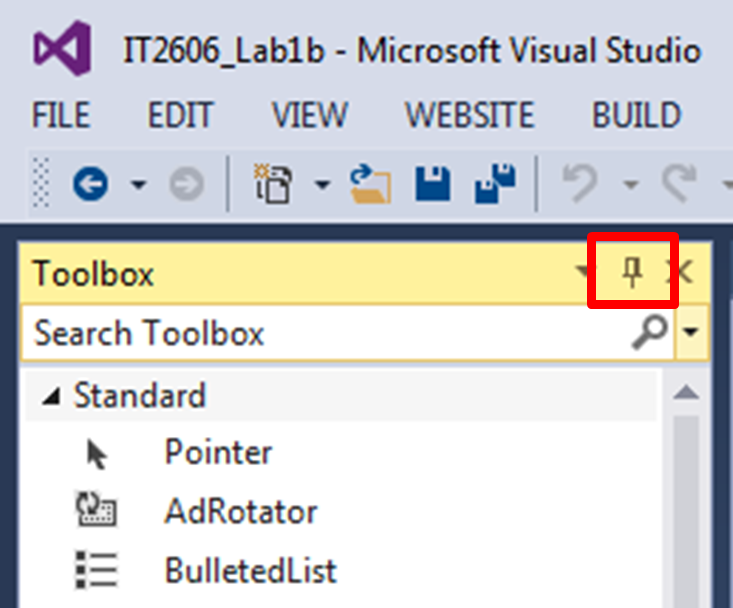 IT2606_Lab1b - Microsoft Visual Studio
FILE EDIT VIEW WEBSITE BUILD
Toolbox
Search Toolbox
Standard
Pointer
AdRotator
BulletedList